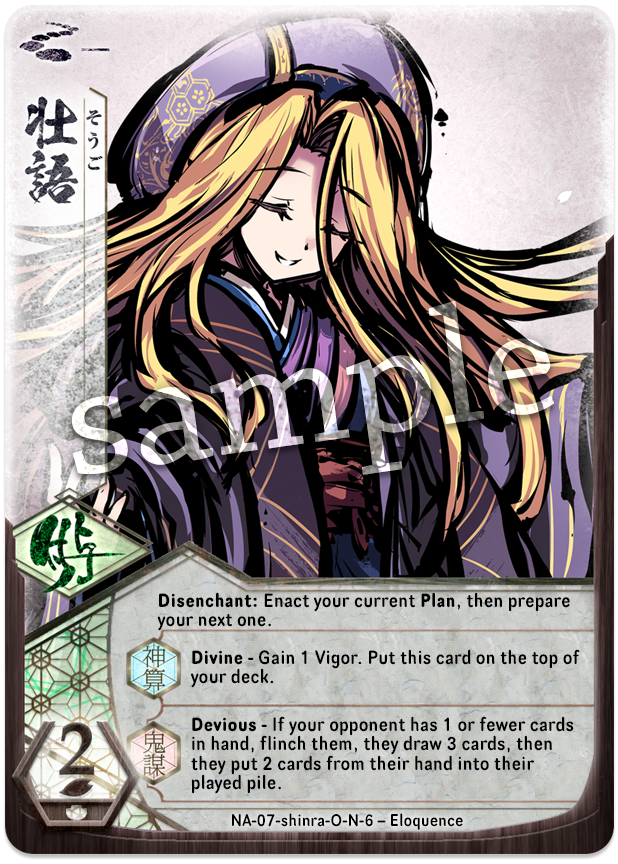 壮語
そうご
sample
Disenchant: Enact your current Plan, then prepare
your next one.
神算
Divine - Gain 1 Vigor. Put this card on the top of
your deck.
鬼謀
Devious - If your opponent has 1 or fewer cards
in hand, flinch them, they draw 3 cards, then
they put 2 cards from their hand into their
played pile.
2
NA-07-shinra-O-N-6 – Eloquence